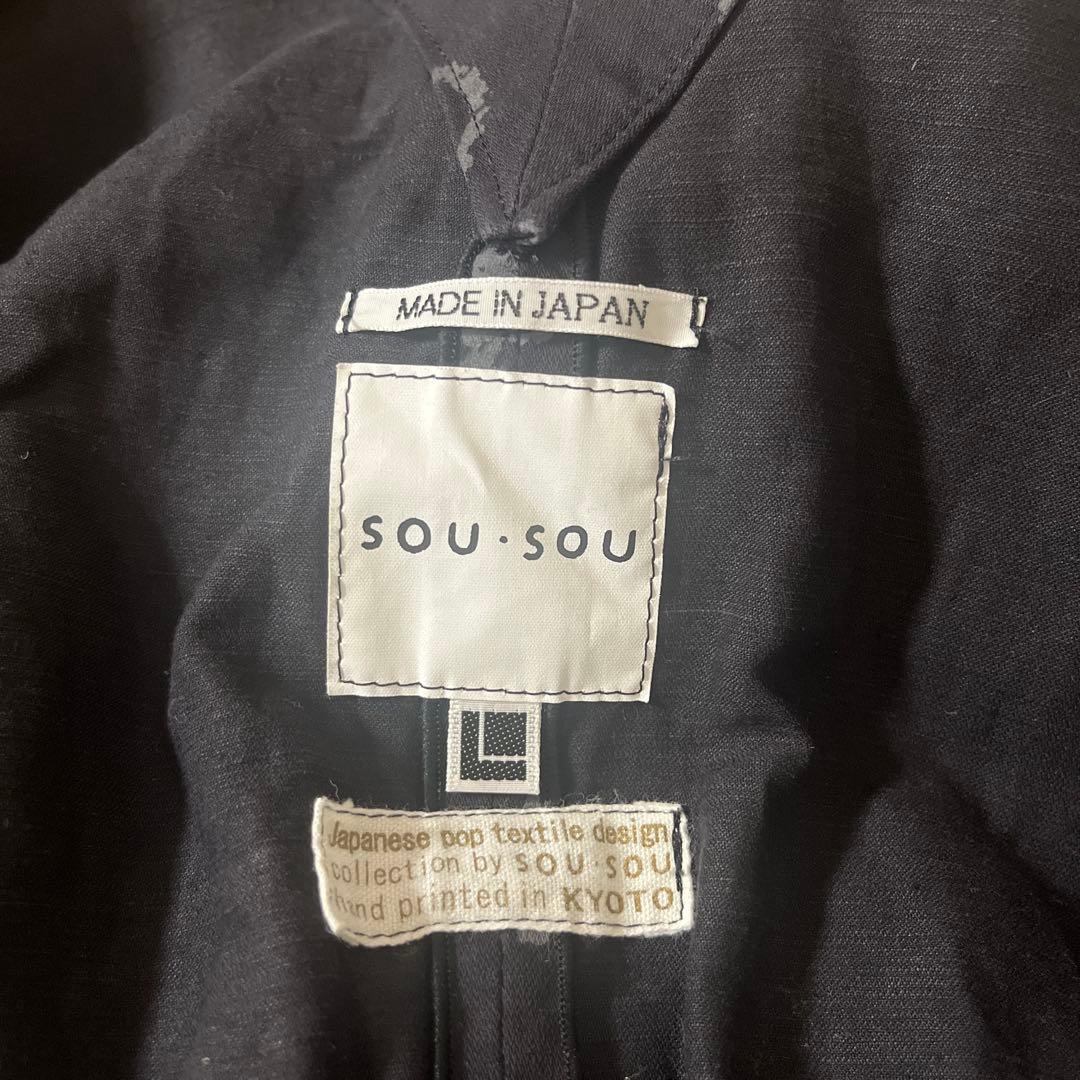 MADE IN JAPAN
SOU・SOU
L
Japanese pop textile design
collection by SOU・SOU
hand printed in KYOTO